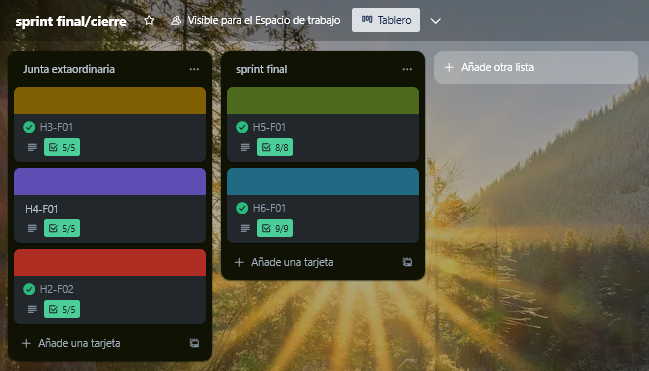 sprint final/cierre
Visible para el Espacio de trabajo
Tablero
Junta extaordinaria
H3-F01
5/5
H4-F01
5/5
H2-F02
5/5
Añade una tarjeta
sprint final
H5-F01
8/8
H6-F01
9/9
Añade una tarjeta
Añade otra lista